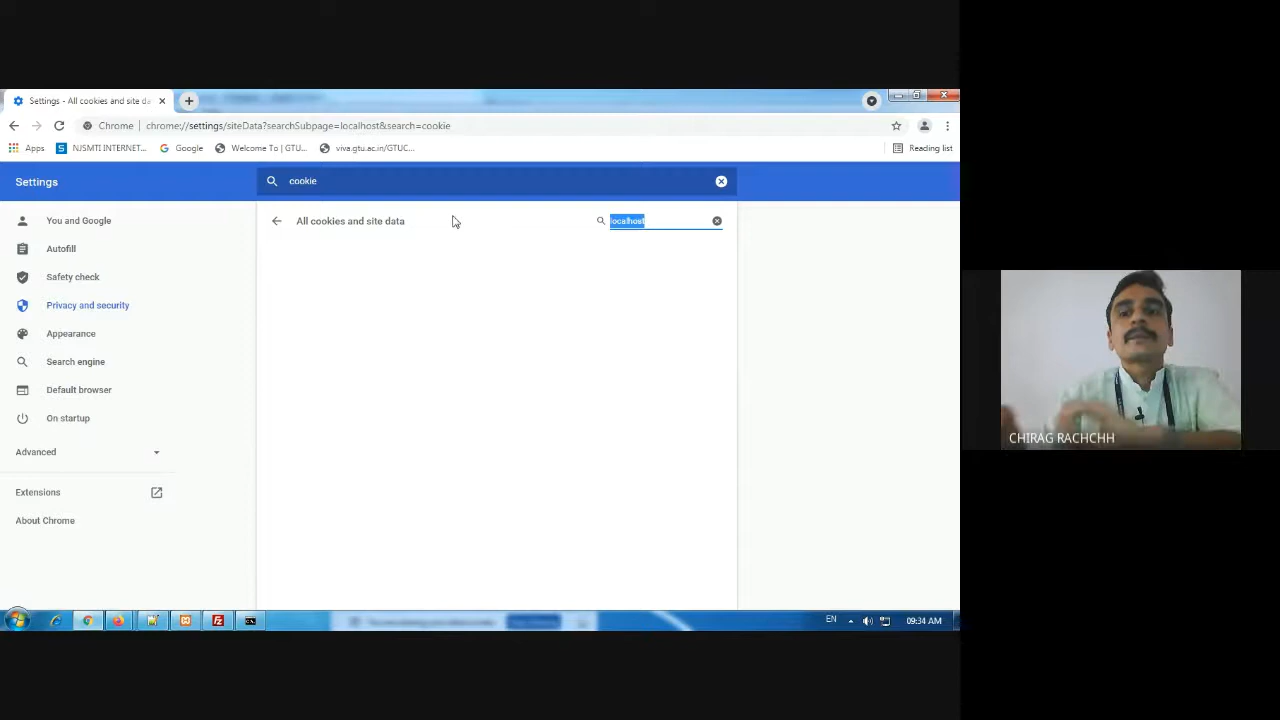 Settings - All cookies and site da
Chrome chrome://settings/siteData?searchSubpage=localhost&search=cookie
Apps NJSMTI INTERNET... Google Welcome To | GTU... viva.gtu.ac.in/GTUC... Reading list
Settings
cookie
You and Google
All cookies and site data
localhost
Autofill
Safety check
Privacy and security
Appearance
Search engine
Default browser
On startup
Advanced
Extensions
About Chrome
CHIRAG RACHCHH
EN
09:34 AM